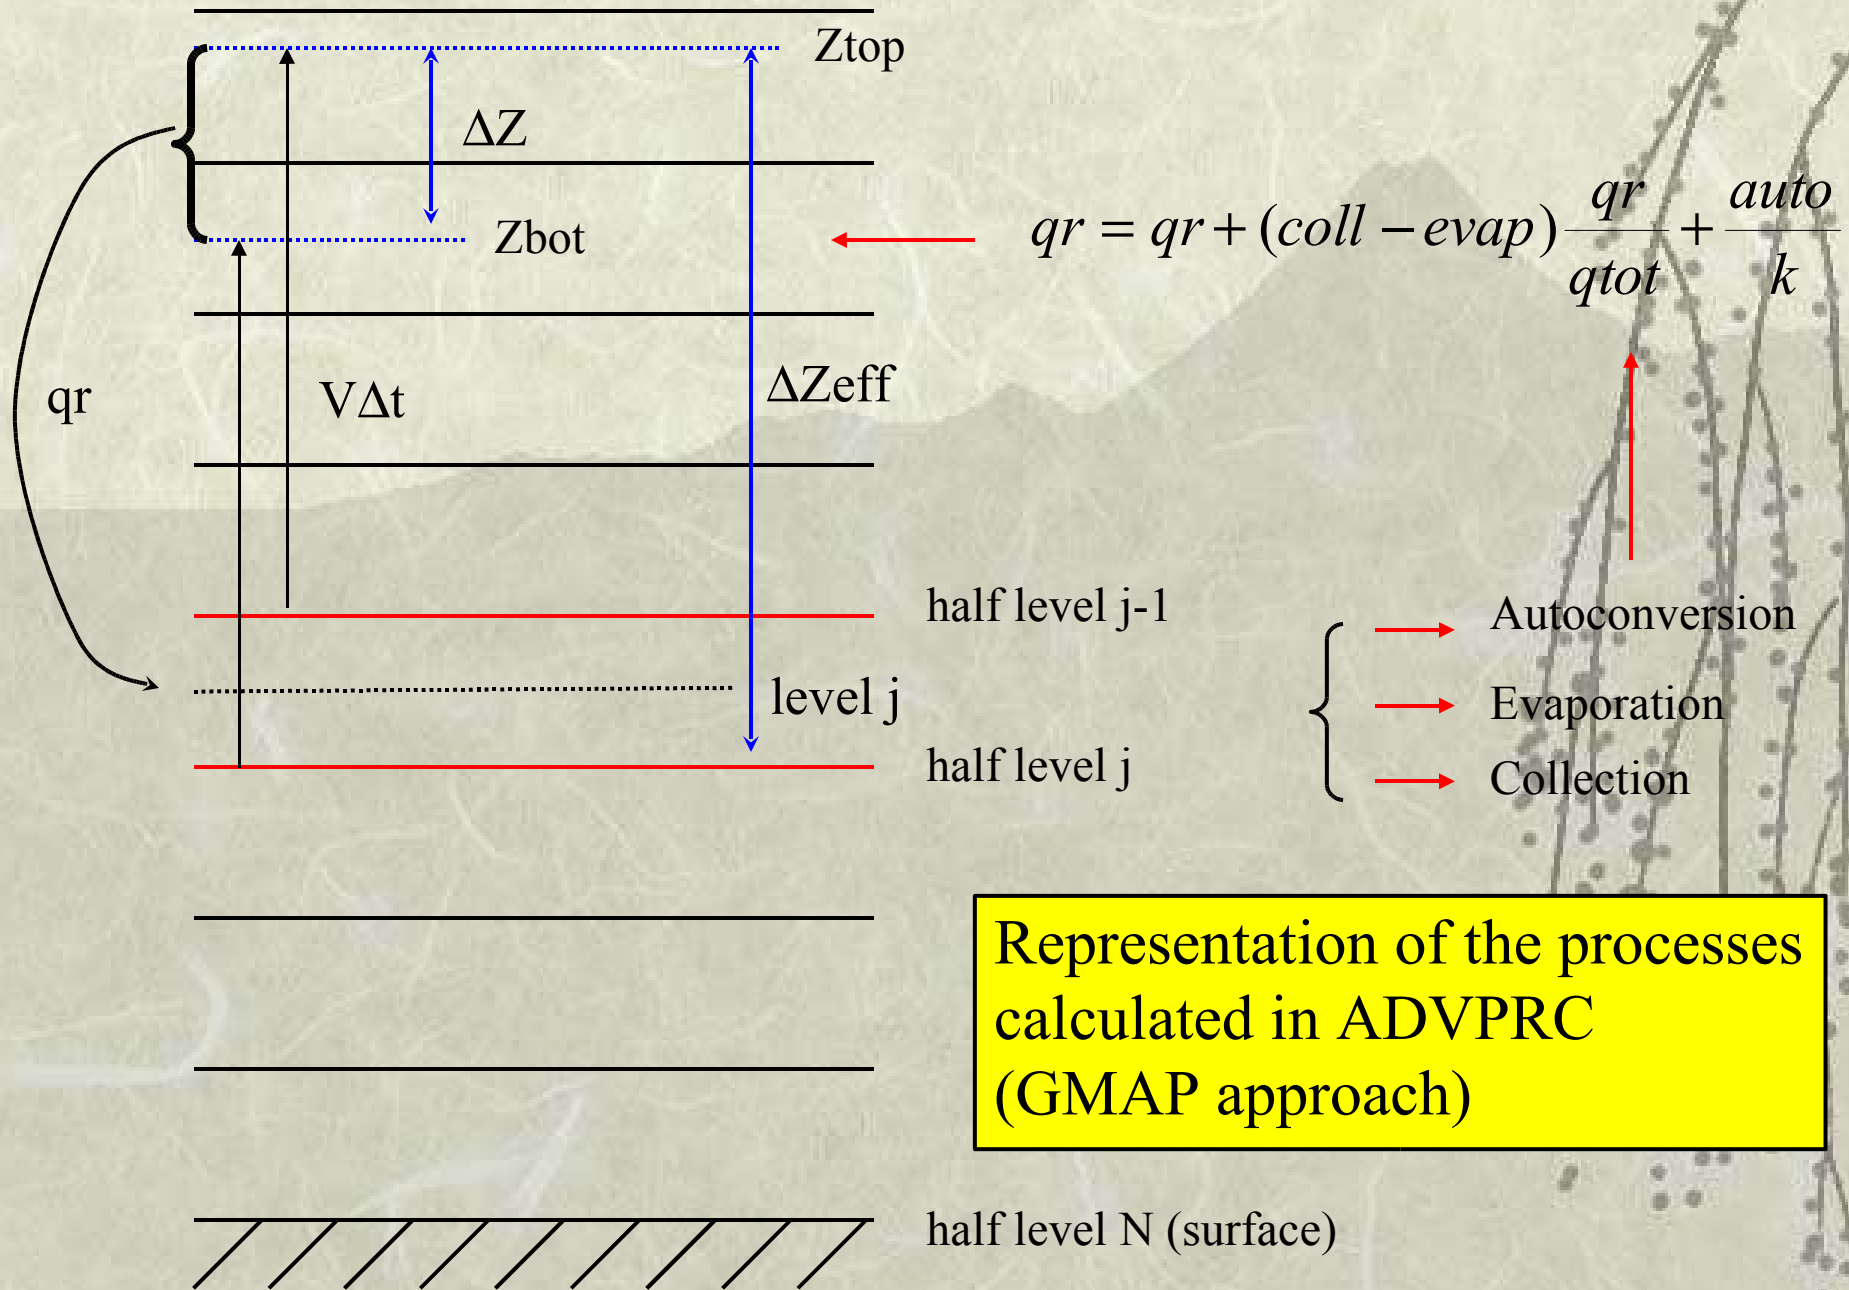 Ztop
ΔZ
Zbot
qr = qr + (coll − evap) qr/qtot + auto/k
qr
VΔt
ΔZeff
half level j-1
level j
half level j
Autoconversion
Evaporation
Collection
Representation of the processes
calculated in ADVPRC
(GMAP approach)
half level N (surface)